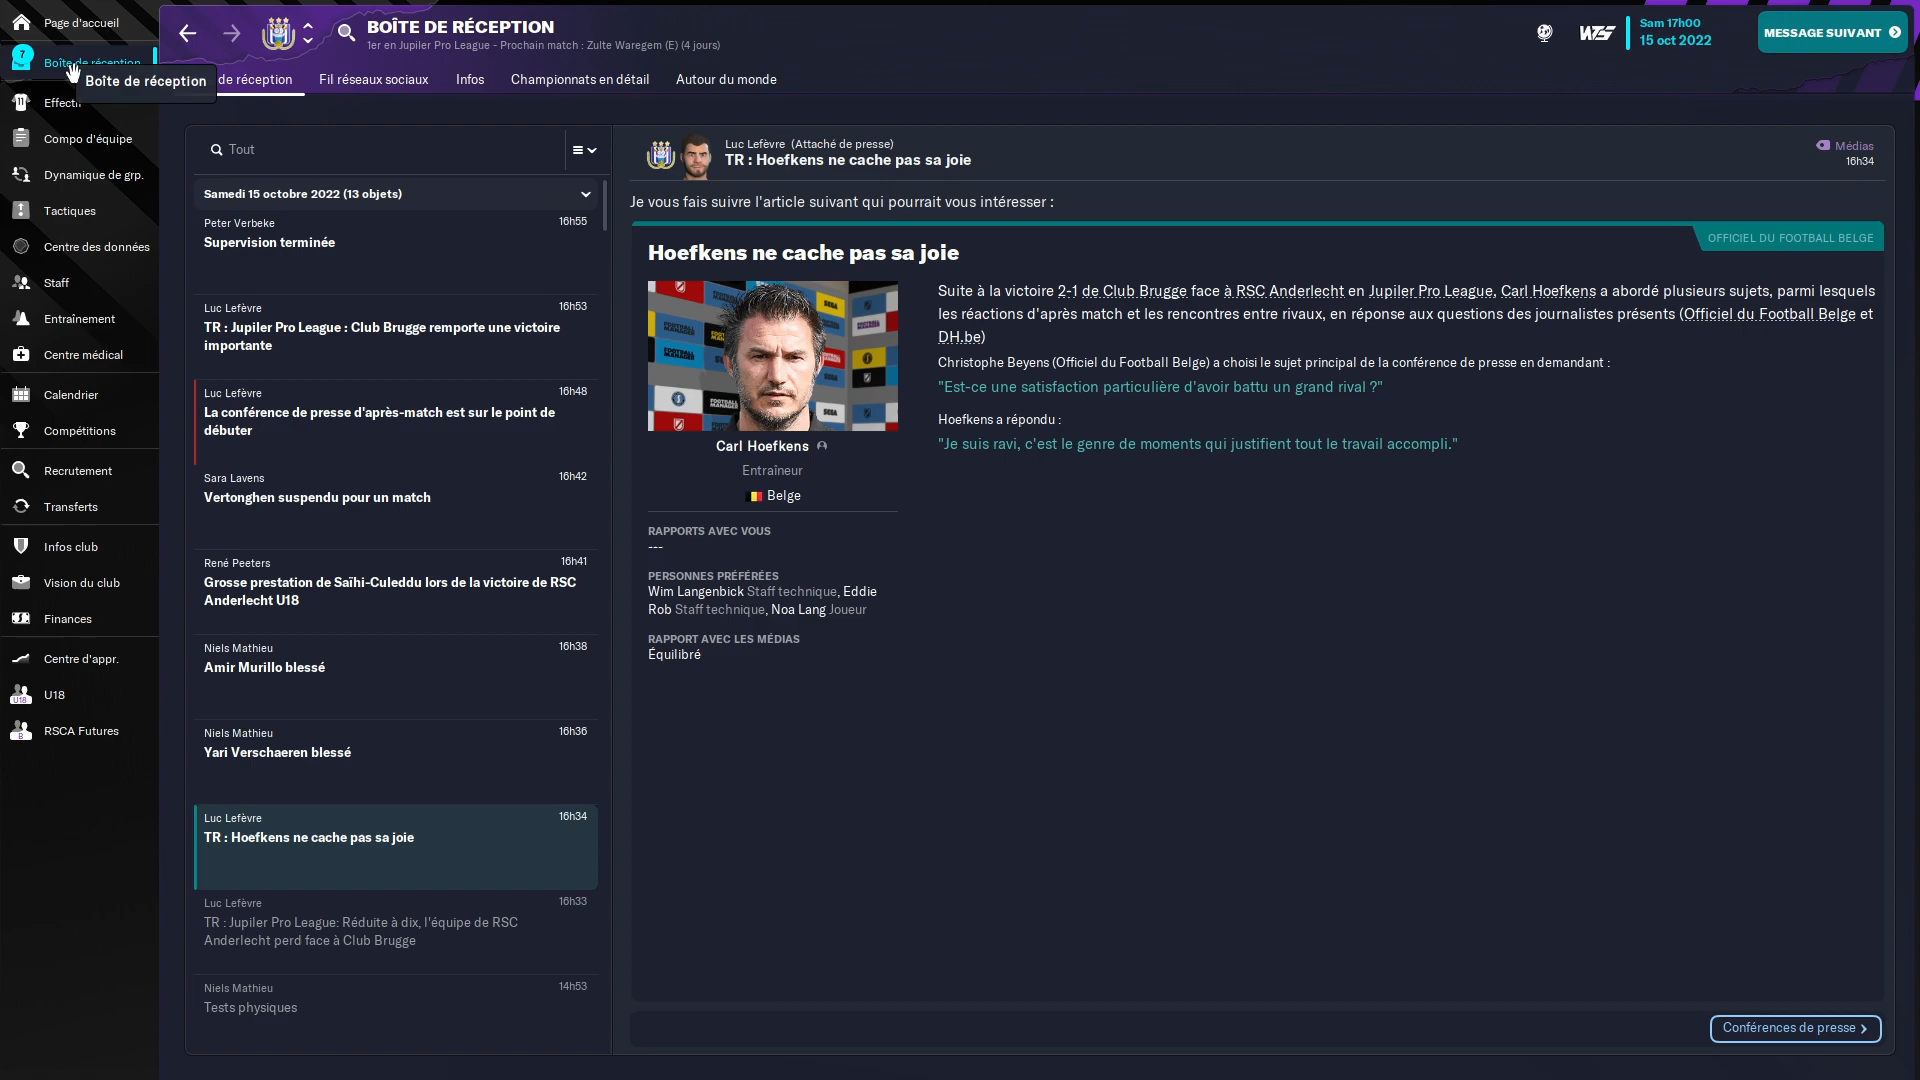 Page d'accueil
7
Boîte de réception
Boîte de réception
Effectif
11
Compo d'équipe
Dynamique de grp.
Tactiques
Centre des données
Staff
Entraînement
Centre médical
Calendrier
Compétitions
Recrutement
Transferts
Infos club
Vision du club
Finances
Centre d'appr.
U18
U18
RSCA Futures
B
BOÎTE DE RÉCEPTION
1er en Jupiler Pro League - Prochain match : Zulte Waregem (E) (4 jours)
Sam 17h00
15 oct 2022
MESSAGE SUIVANT
de réception
Fil réseaux sociaux
Infos
Championnats en détail
Autour du monde
Tout
Samedi 15 octobre 2022 (13 objets)
Peter Verbeke 16h55
Supervision terminée
Luc Lefèvre 16h53
TR : Jupiler Pro League : Club Brugge remporte une victoire
importante
Luc Lefèvre 16h48
La conférence de presse d'après-match est sur le point de
débuter
Sara Lavens 16h42
Vertonghen suspendu pour un match
René Peeters 16h41
Grosse prestation de Saïhi-Culeddu lors de la victoire de RSC
Anderlecht U18
Niels Mathieu 16h38
Amir Murillo blessé
Niels Mathieu 16h36
Yari Verschaeren blessé
Luc Lefèvre 16h34
TR : Hoefkens ne cache pas sa joie
Luc Lefèvre 16h33
TR : Jupiler Pro League: Réduite à dix, l'équipe de RSC
Anderlecht perd face à Club Brugge
Niels Mathieu 14h53
Tests physiques
Luc Lefèvre (Attaché de presse)
TR : Hoefkens ne cache pas sa joie
Médias
16h34
Je vous fais suivre l'article suivant qui pourrait vous intéresser :
OFFICIEL DU FOOTBALL BELGE
Hoefkens ne cache pas sa joie
Suite à la victoire 2-1 de Club Brugge face à RSC Anderlecht en Jupiler Pro League, Carl Hoefkens a abordé plusieurs sujets, parmi lesquels
les réactions d'après match et les rencontres entre rivaux, en réponse aux questions des journalistes présents (Officiel du Football Belge et
DH.be)
Christophe Beyens (Officiel du Football Belge) a choisi le sujet principal de la conférence de presse en demandant :
"Est-ce une satisfaction particulière d'avoir battu un grand rival ?"
Hoefkens a répondu :
"Je suis ravi, c'est le genre de moments qui justifient tout le travail accompli."
Carl Hoefkens
Entraîneur
Belge
RAPPORTS AVEC VOUS
---
PERSONNES PRÉFÉRÉES
Wim Langenbick Staff technique, Eddie
Rob Staff technique, Noa Lang Joueur
RAPPORT AVEC LES MÉDIAS
Équilibré
Conférences de presse